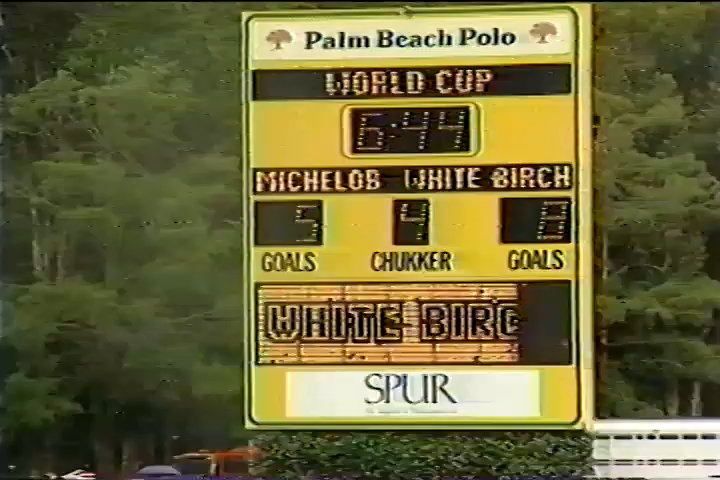 Palm Beach Polo
WORLD CUP
6:44
MICHELOB WHITE BIRCH
5 4 8
GOALS CHUKKER GOALS
WHITE BIRC
SPUR